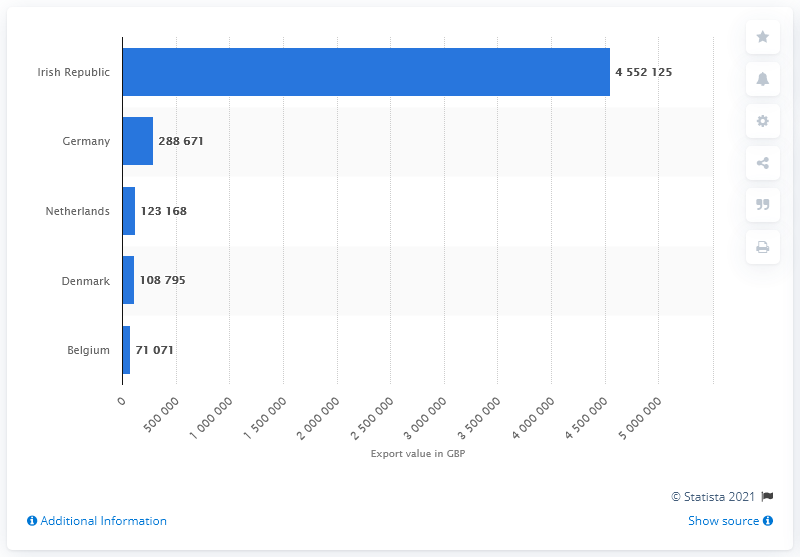 Irish Republic 4 552 125
Germany 288 671
Netherlands 123 168
Denmark 108 795
Belgium 71 071
0 500 000 1 000 000 1 500 000 2 000 000 2 500 000 3 000 000 3 500 000 4 000 000 4 500 000 5 000 000
Export value in GBP
© Statista 2021
Additional Information Show source